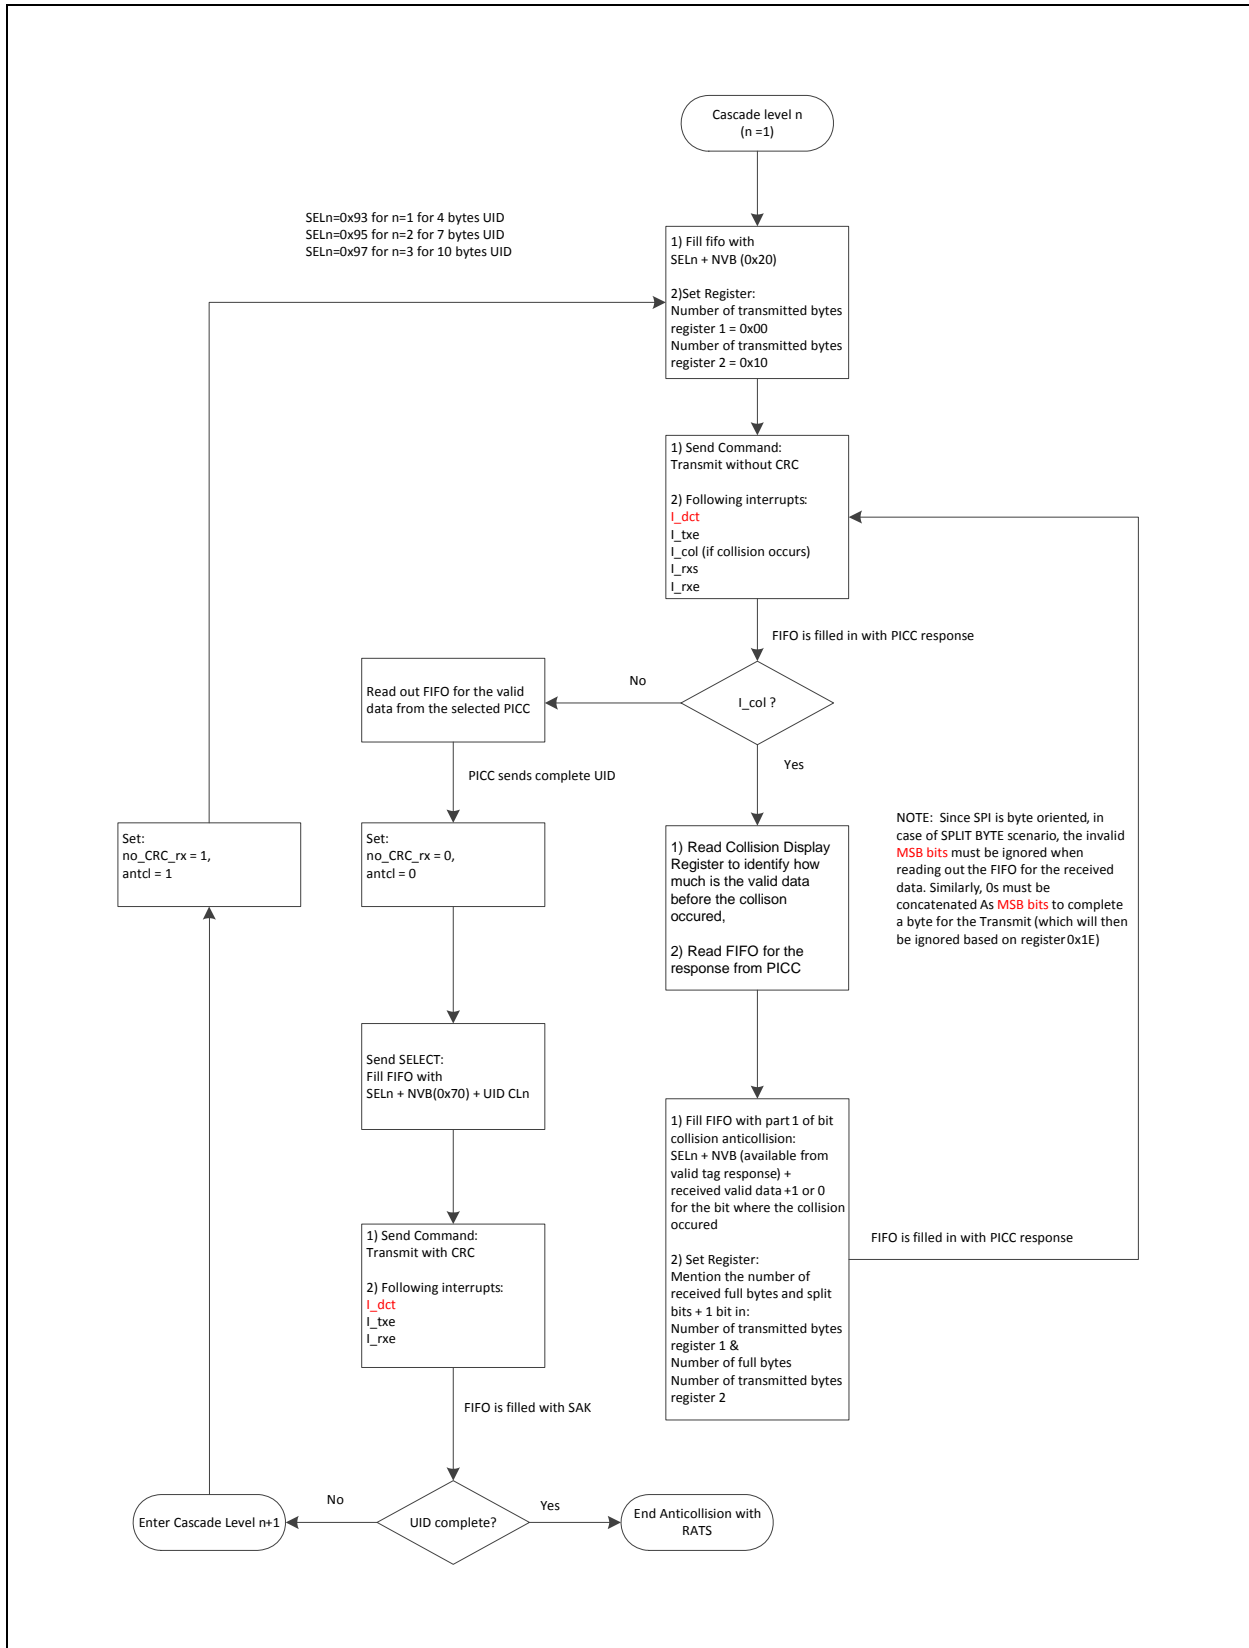 Cascade level n
(n =1)
SELn=0x93 for n=1 for 4 bytes UID
SELn=0x95 for n=2 for 7 bytes UID
SELn=0x97 for n=3 for 10 bytes UID
1) Fill fifo with
SELn + NVB (0x20)
2)Set Register:
Number of transmitted bytes
register 1 = 0x00
Number of transmitted bytes
register 2 = 0x10
1) Send Command:
Transmit without CRC
2) Following interrupts:
I_dct
I_txe
I_col (if collision occurs)
I_rxs
I_rxe
FIFO is filled in with PICC response
I_col ?
No
Yes
Read out FIFO for the valid
data from the selected PICC
PICC sends complete UID
Set:
no_CRC_rx = 1,
antcl = 1
Set:
no_CRC_rx = 0,
antcl = 0
1) Read Collision Display
Register to identify how
much is the valid data
before the collison
occured,
2) Read FIFO for the
response from PICC
NOTE: Since SPI is byte oriented, in
case of SPLIT BYTE scenario, the invalid
MSB bits must be ignored when
reading out the FIFO for the received
data. Similarly, 0s must be
concatenated As MSB bits to complete
a byte for the Transmit (which will then
be ignored based on register 0x1E)
Send SELECT:
Fill FIFO with
SELn + NVB(0x70) + UID CLn
1) Fill FIFO with part 1 of bit
collision anticollision:
SELn + NVB (available from
valid tag response) +
received valid data +1 or 0
for the bit where the collision
occured
2) Set Register:
Mention the number of
received full bytes and split
bits + 1 bit in:
Number of transmitted bytes
register 1 &
Number of full bytes
Number of transmitted bytes
register 2
FIFO is filled in with PICC response
1) Send Command:
Transmit with CRC
2) Following interrupts:
I_dct
I_txe
I_rxe
FIFO is filled with SAK
UID complete?
No
Yes
Enter Cascade Level n+1
End Anticollision with
RATS